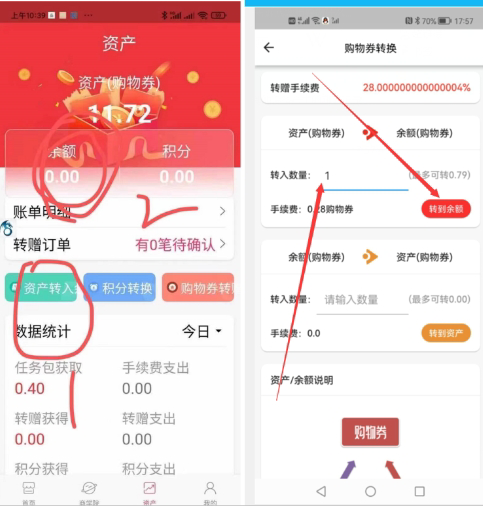 上午10:39
资产
资产(购物券)
11.72
余额
积分
0.00
0.00
账单明细
转赠订单
有0笔待确认
资产转入
积分转换
购物券转
数据统计
今日
任务包获取
手续费支出
0.40
0.00
转赠获得
转赠支出
0.00
0.00
积分获得
积分支出
首页
商学院
资产
我的
70%
17:57
购物券转换
转赠手续费
28.000000000000004%
资产(购物券)
余额(购物券)
转入数量：
1
(最多可转0.79)
手续费：0.28购物券
转到余额
余额(购物券)
资产(购物券)
转入数量：
请输入数量
(最多可转0.00)
手续费：0.0
转到资产
资产/余额说明
购物券